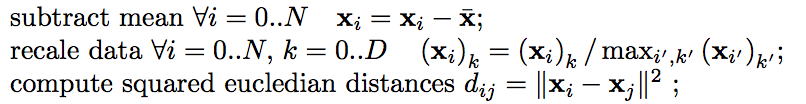 subtract mean ∀i = 0..N   𝐱ᵢ = 𝐱ᵢ − 𝐱̄;
recale data ∀i = 0..N, k = 0..D   (𝐱ᵢ)ₖ = (𝐱ᵢ)ₖ / maxᵢ′,ₖ′ (𝐱ᵢ′)ₖ′;
compute squared eucledian distances dᵢⱼ = ‖𝐱ᵢ − 𝐱ⱼ‖² ;